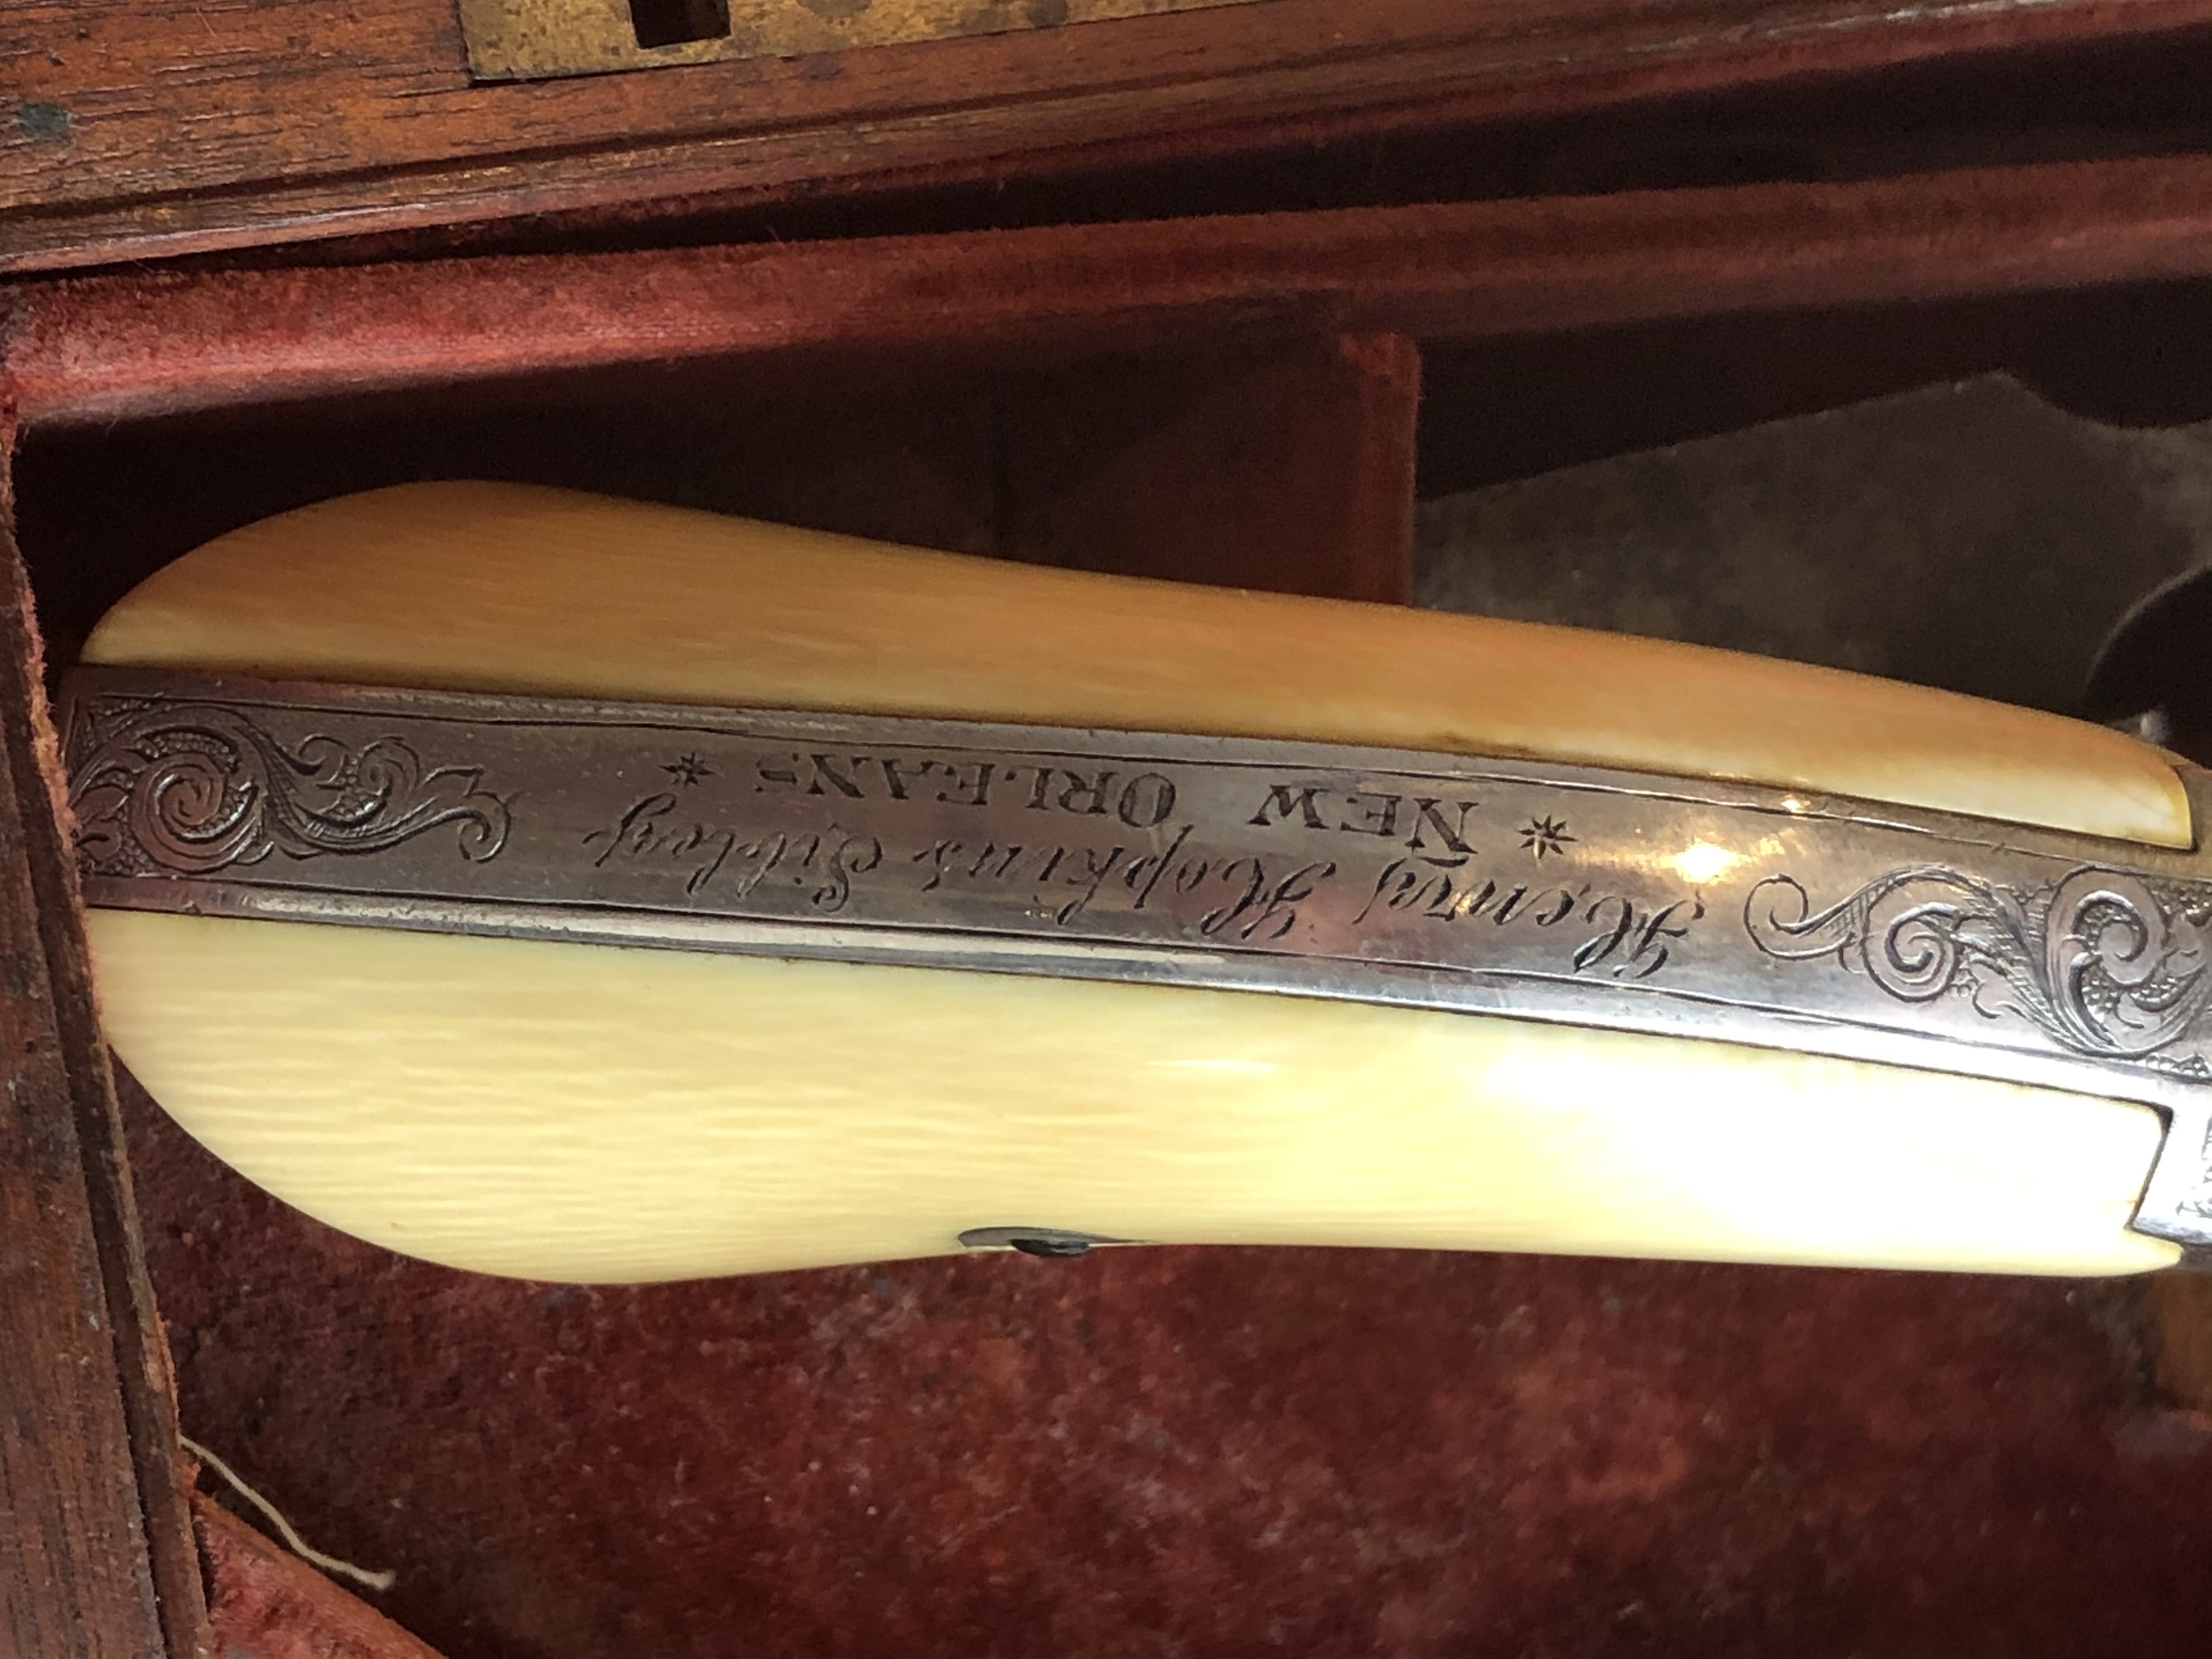 Henry Hopkins Sibley
* NEW ORLEANS *